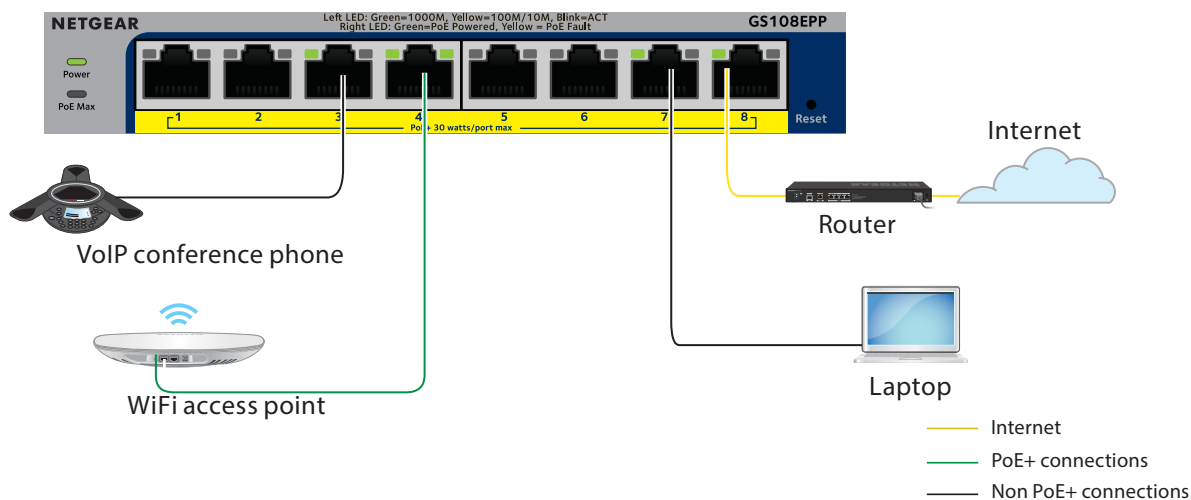 NETGEAR
Left LED: Green=1000M, Yellow=100M/10M, Blink=ACT
Right LED: Green=PoE Powered, Yellow = PoE Fault
GS108EPP
Power
PoE Max
1 2 3 4 5 6 7 8
PoE+ 30 watts/port max
Reset
Internet
NETGEAR
Router
VoIP conference phone
WiFi access point
Laptop
Internet
PoE+ connections
Non PoE+ connections